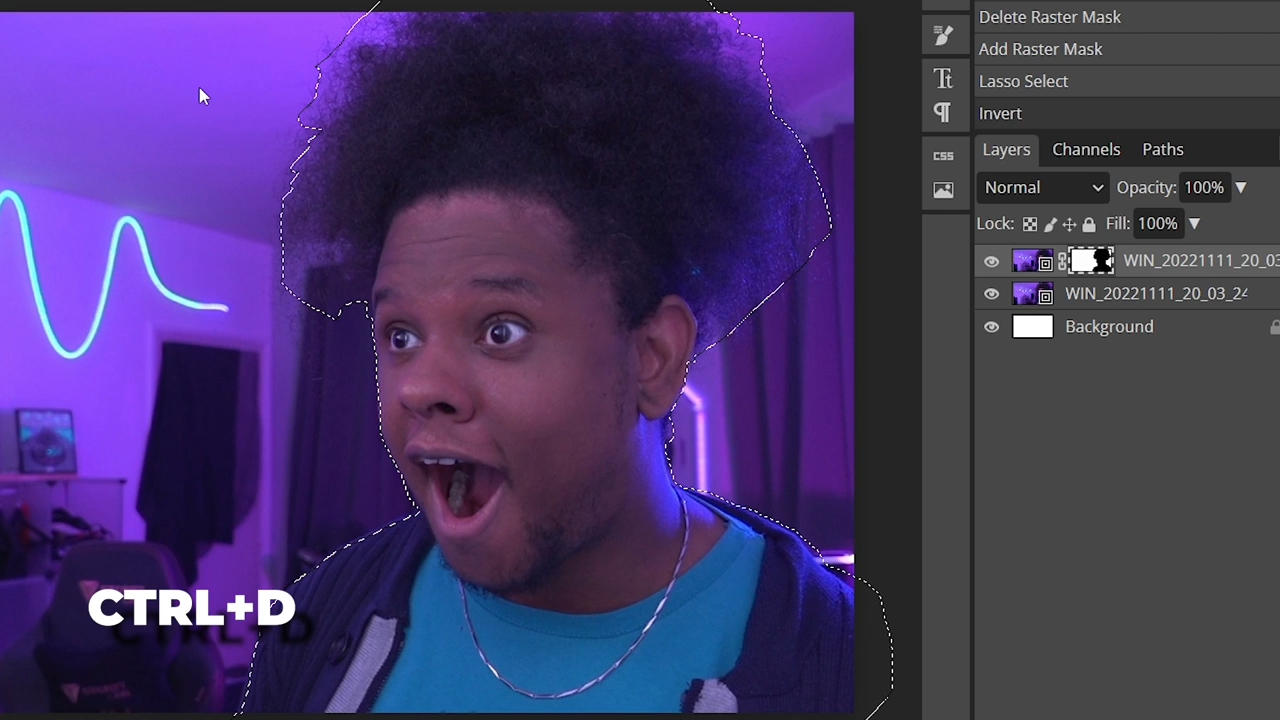 Delete Raster Mask
Add Raster Mask
Lasso Select
Invert
Layers Channels Paths
Normal Opacity: 100%
Lock: Fill: 100%
WIN_20221111_20_03
WIN_20221111_20_03_24
Background
Tt
CSS
CTRL+D